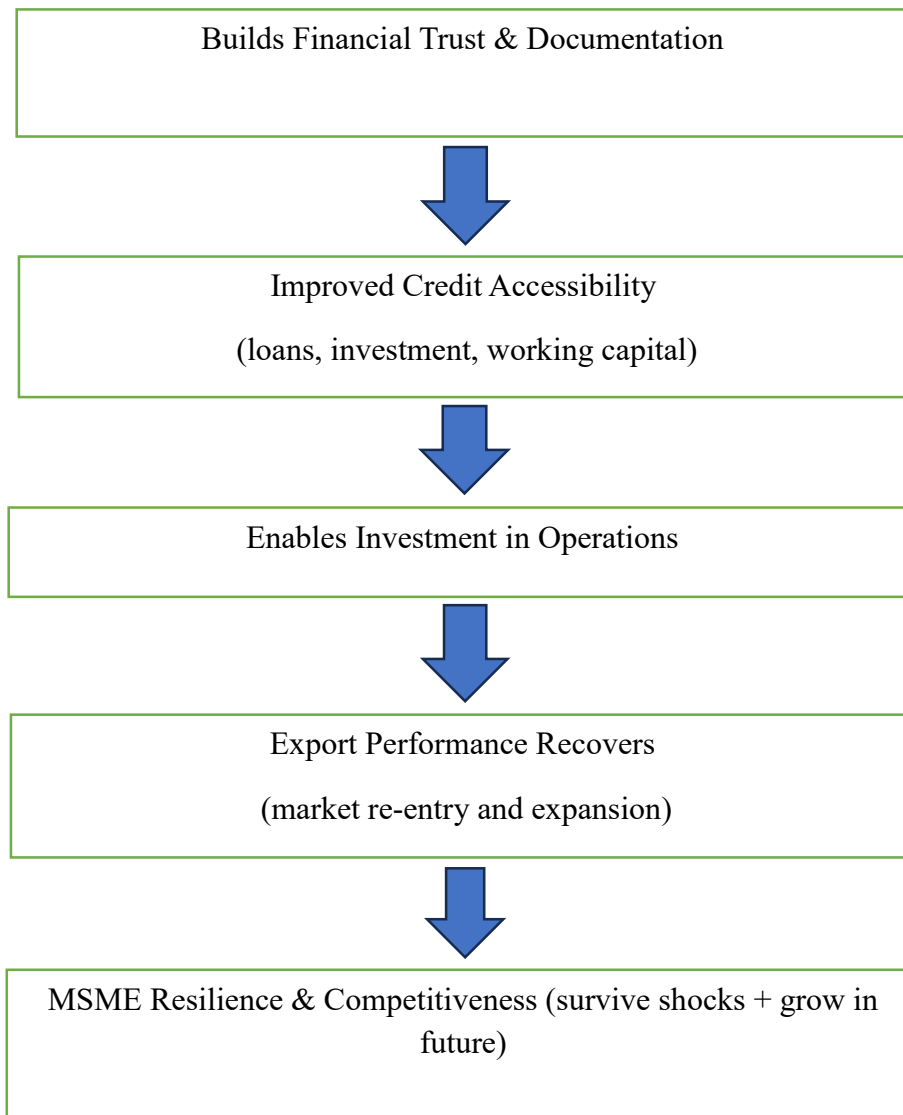 Builds Financial Trust & Documentation
Improved Credit Accessibility
(loans, investment, working capital)
Enables Investment in Operations
Export Performance Recovers
(market re-entry and expansion)
MSME Resilience & Competitiveness (survive shocks + grow in
future)